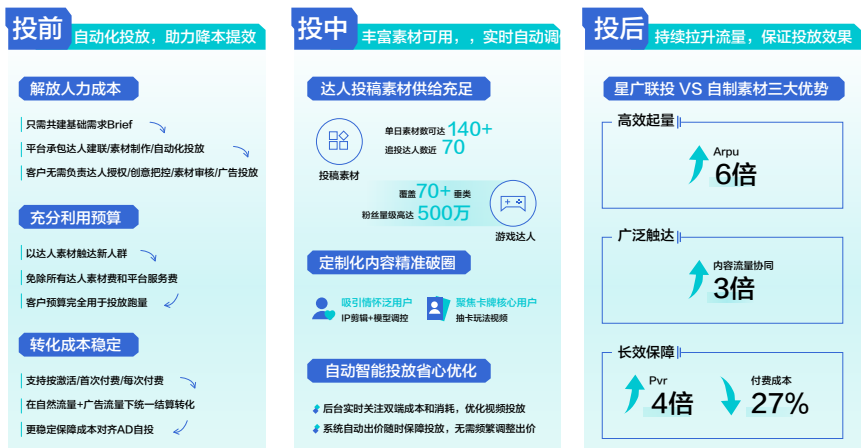 投前
自动化投放，助力降本提效
解放人力成本
只需共建基础需求Brief
平台承包达人建联/素材制作/自动化投放
客户无需负责达人授权/创意把控/素材审核/广告投放
充分利用预算
以达人素材触达新人群
免除所有达人素材费和平台服务费
客户预算完全用于投放跑量
转化成本稳定
支持按激活/首次付费/每次付费
在自然流量+广告流量下统一结算转化
更稳定保障成本对齐AD自投
投中
丰富素材可用，，实时自动调
达人投稿素材供给充足
投稿素材
单日素材数可达 140+
追投达人数近 70
覆盖70+ 垂类
粉丝量级高达 500万
游戏达人
定制化内容精准破圈
吸引情怀泛用户
IP剪辑+模型调控
聚焦卡牌核心用户
抽卡玩法视频
自动智能投放省心优化
后台实时关注双端成本和消耗，优化视频投放
系统自动出价随时保障投放，无需频繁调整出价
投后
持续拉升流量，保证投放效果
星广联投 VS 自制素材三大优势
高效起量
Arpu
6倍
广泛触达
内容流量协同
3倍
长效保障
Pvr
4倍
付费成本
27%